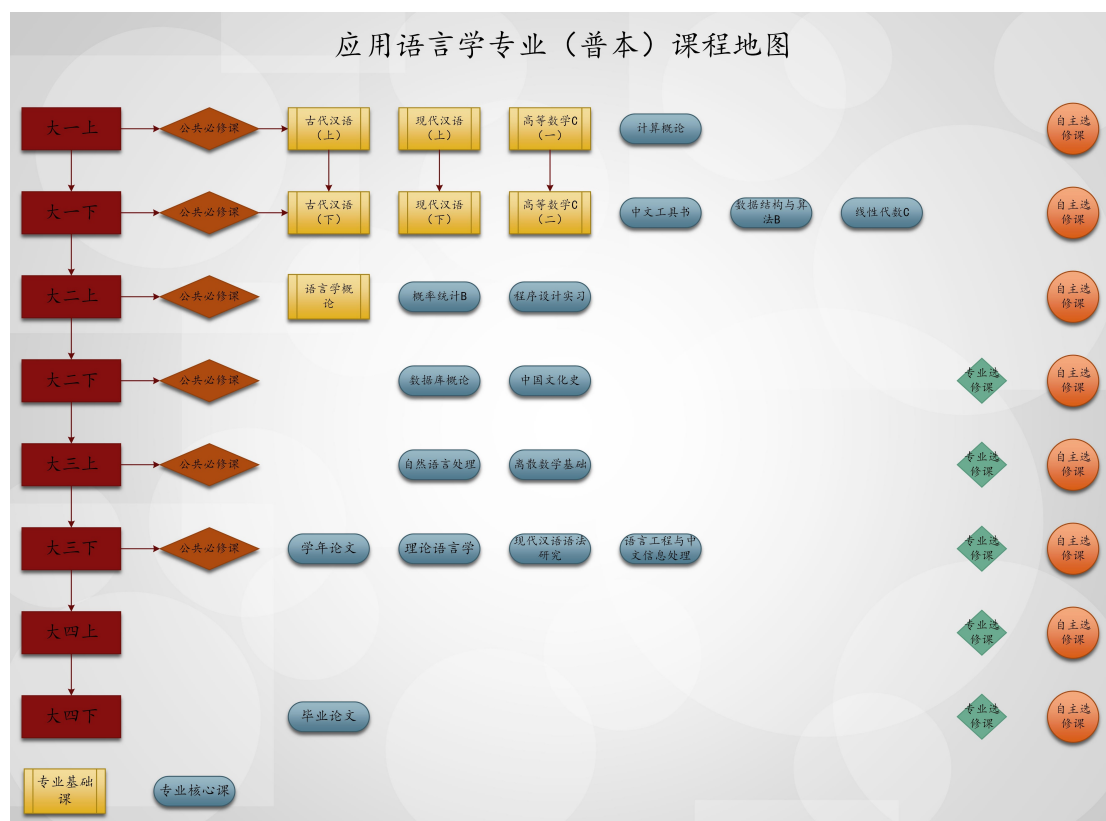 应用语言学专业（普本）课程地图
大一上
公共必修课
古代汉语
（上）
现代汉语
（上）
高等数学C
（一）
计算概论
自主选
修课
大一下
公共必修课
古代汉语
（下）
现代汉语
（下）
高等数学C
（二）
中文工具书
数据结构与算
法B
线性代数C
自主选
修课
大二上
公共必修课
语言学概
论
概率统计B
程序设计实习
自主选
修课
大二下
公共必修课
数据库概论
中国文化史
专业选
修课
自主选
修课
大三上
公共必修课
自然语言处理
离散数学基础
专业选
修课
自主选
修课
大三下
公共必修课
学年论文
理论语言学
现代汉语语法
研究
语言工程与中
文信息处理
专业选
修课
自主选
修课
大四上
专业选
修课
自主选
修课
大四下
毕业论文
专业选
修课
自主选
修课
专业基础
课
专业核心课